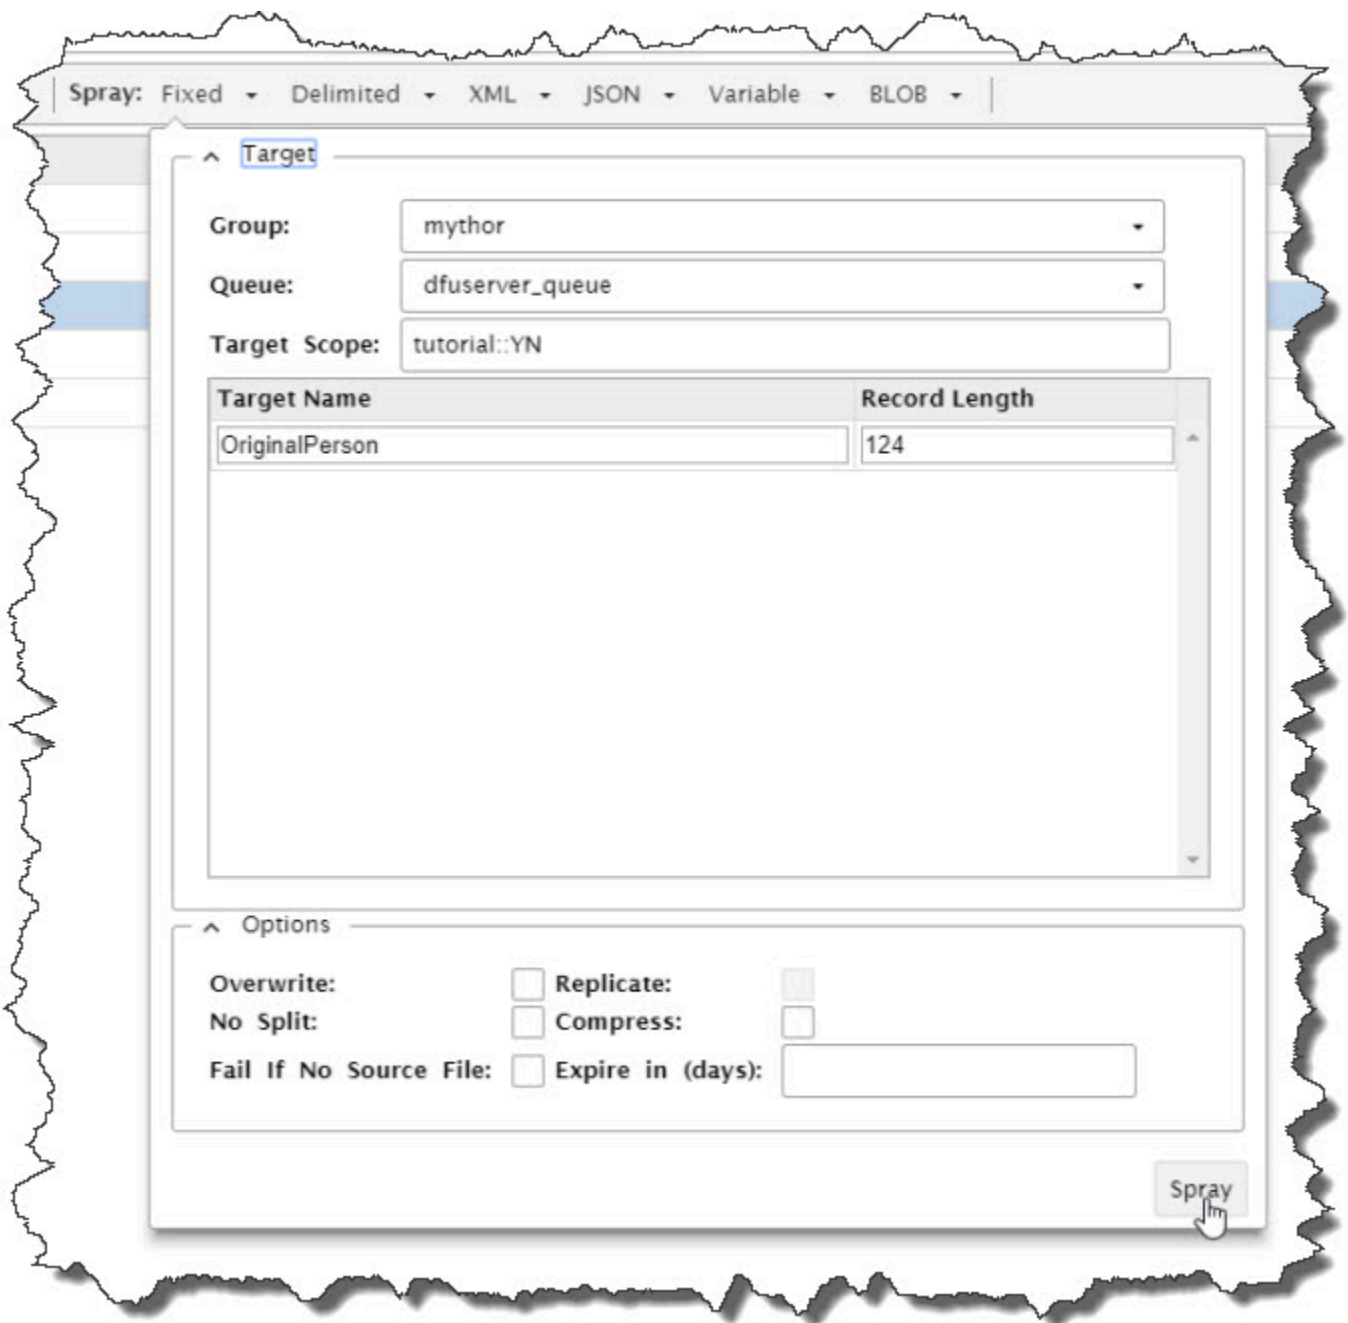 Spray: Fixed Delimited XML JSON Variable BLOB
Target
Group: mythor
Queue: dfuserver_queue
Target Scope: tutorial::YN
Target Name Record Length
OriginalPerson 124
Options
Overwrite: Replicate:
No Split: Compress:
Fail If No Source File: Expire in (days):
Spray